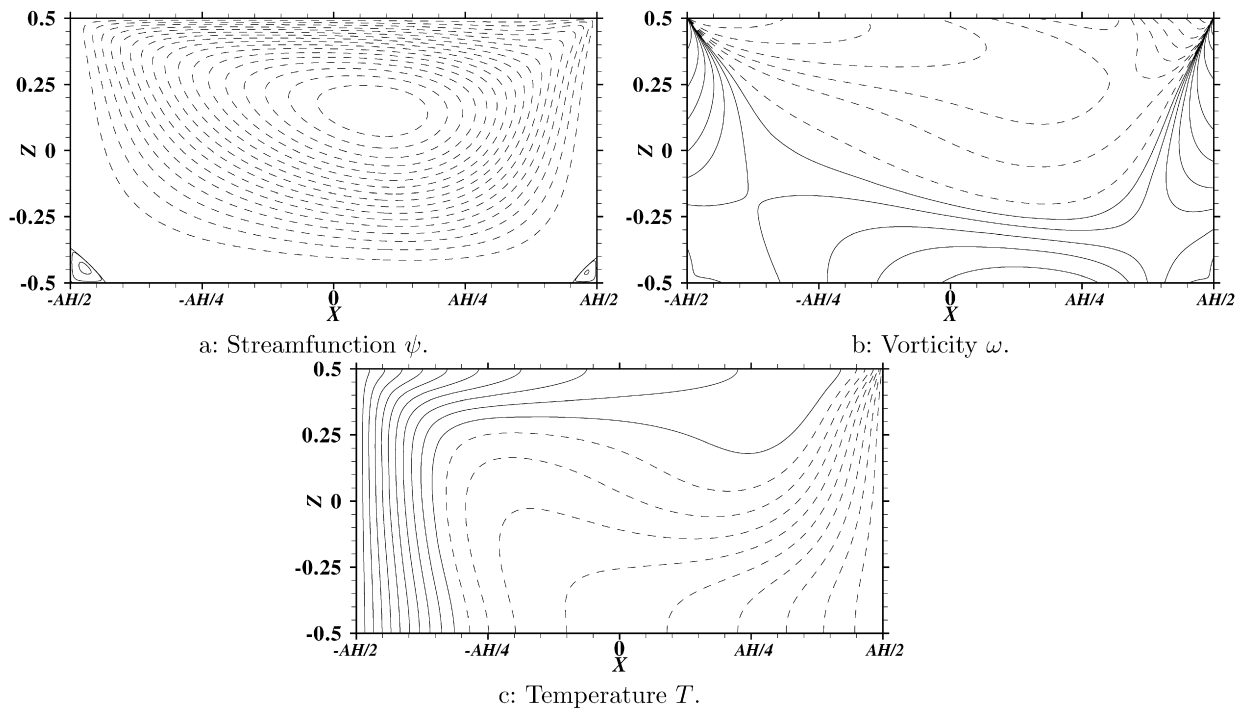 0.5
0.25
Z 0
-0.25
-0.5
-AH/2 -AH/4 0 AH/4 AH/2
X
a: Streamfunction ψ.
0.5
0.25
Z 0
-0.25
-0.5
-AH/2 -AH/4 0 AH/4 AH/2
X
b: Vorticity ω.
0.5
0.25
Z 0
-0.25
-0.5
-AH/2 -AH/4 0 AH/4 AH/2
X
c: Temperature T.